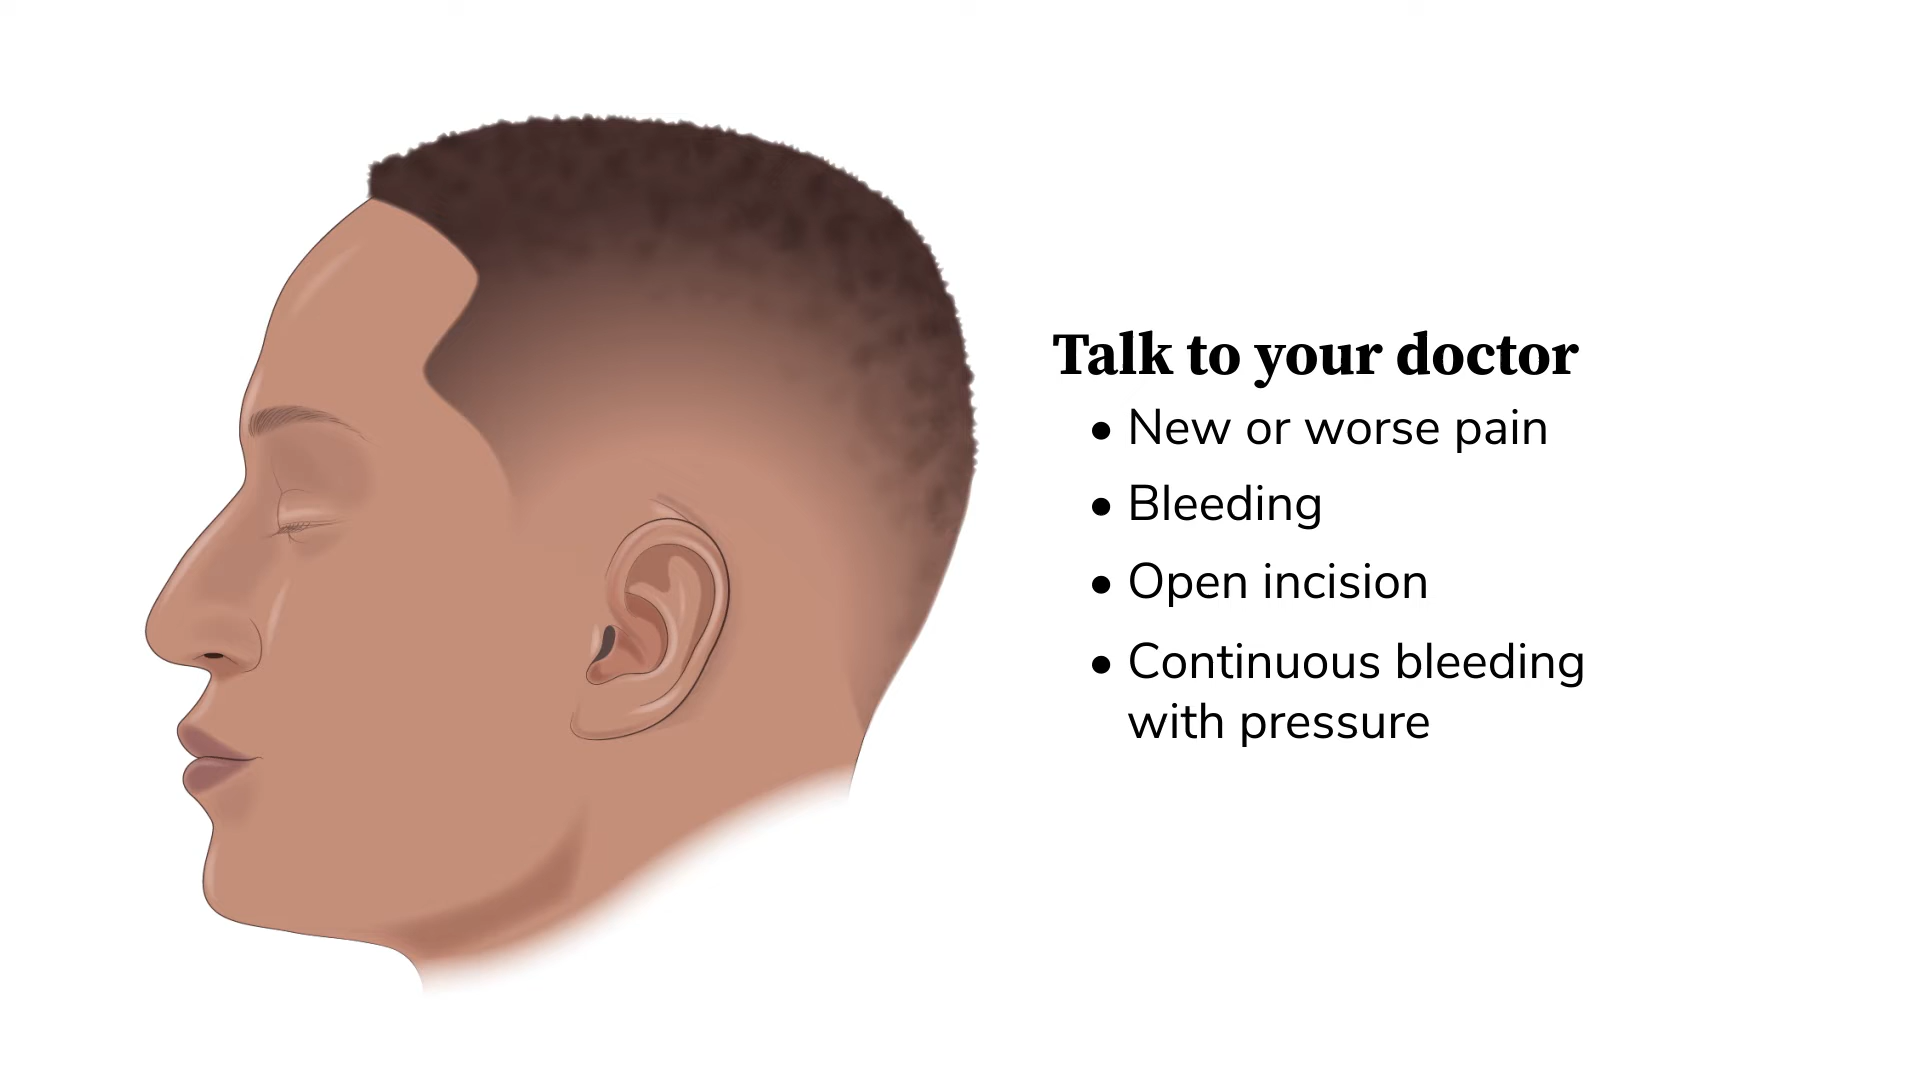 Talk to your doctor
• New or worse pain
• Bleeding
• Open incision
• Continuous bleeding
with pressure